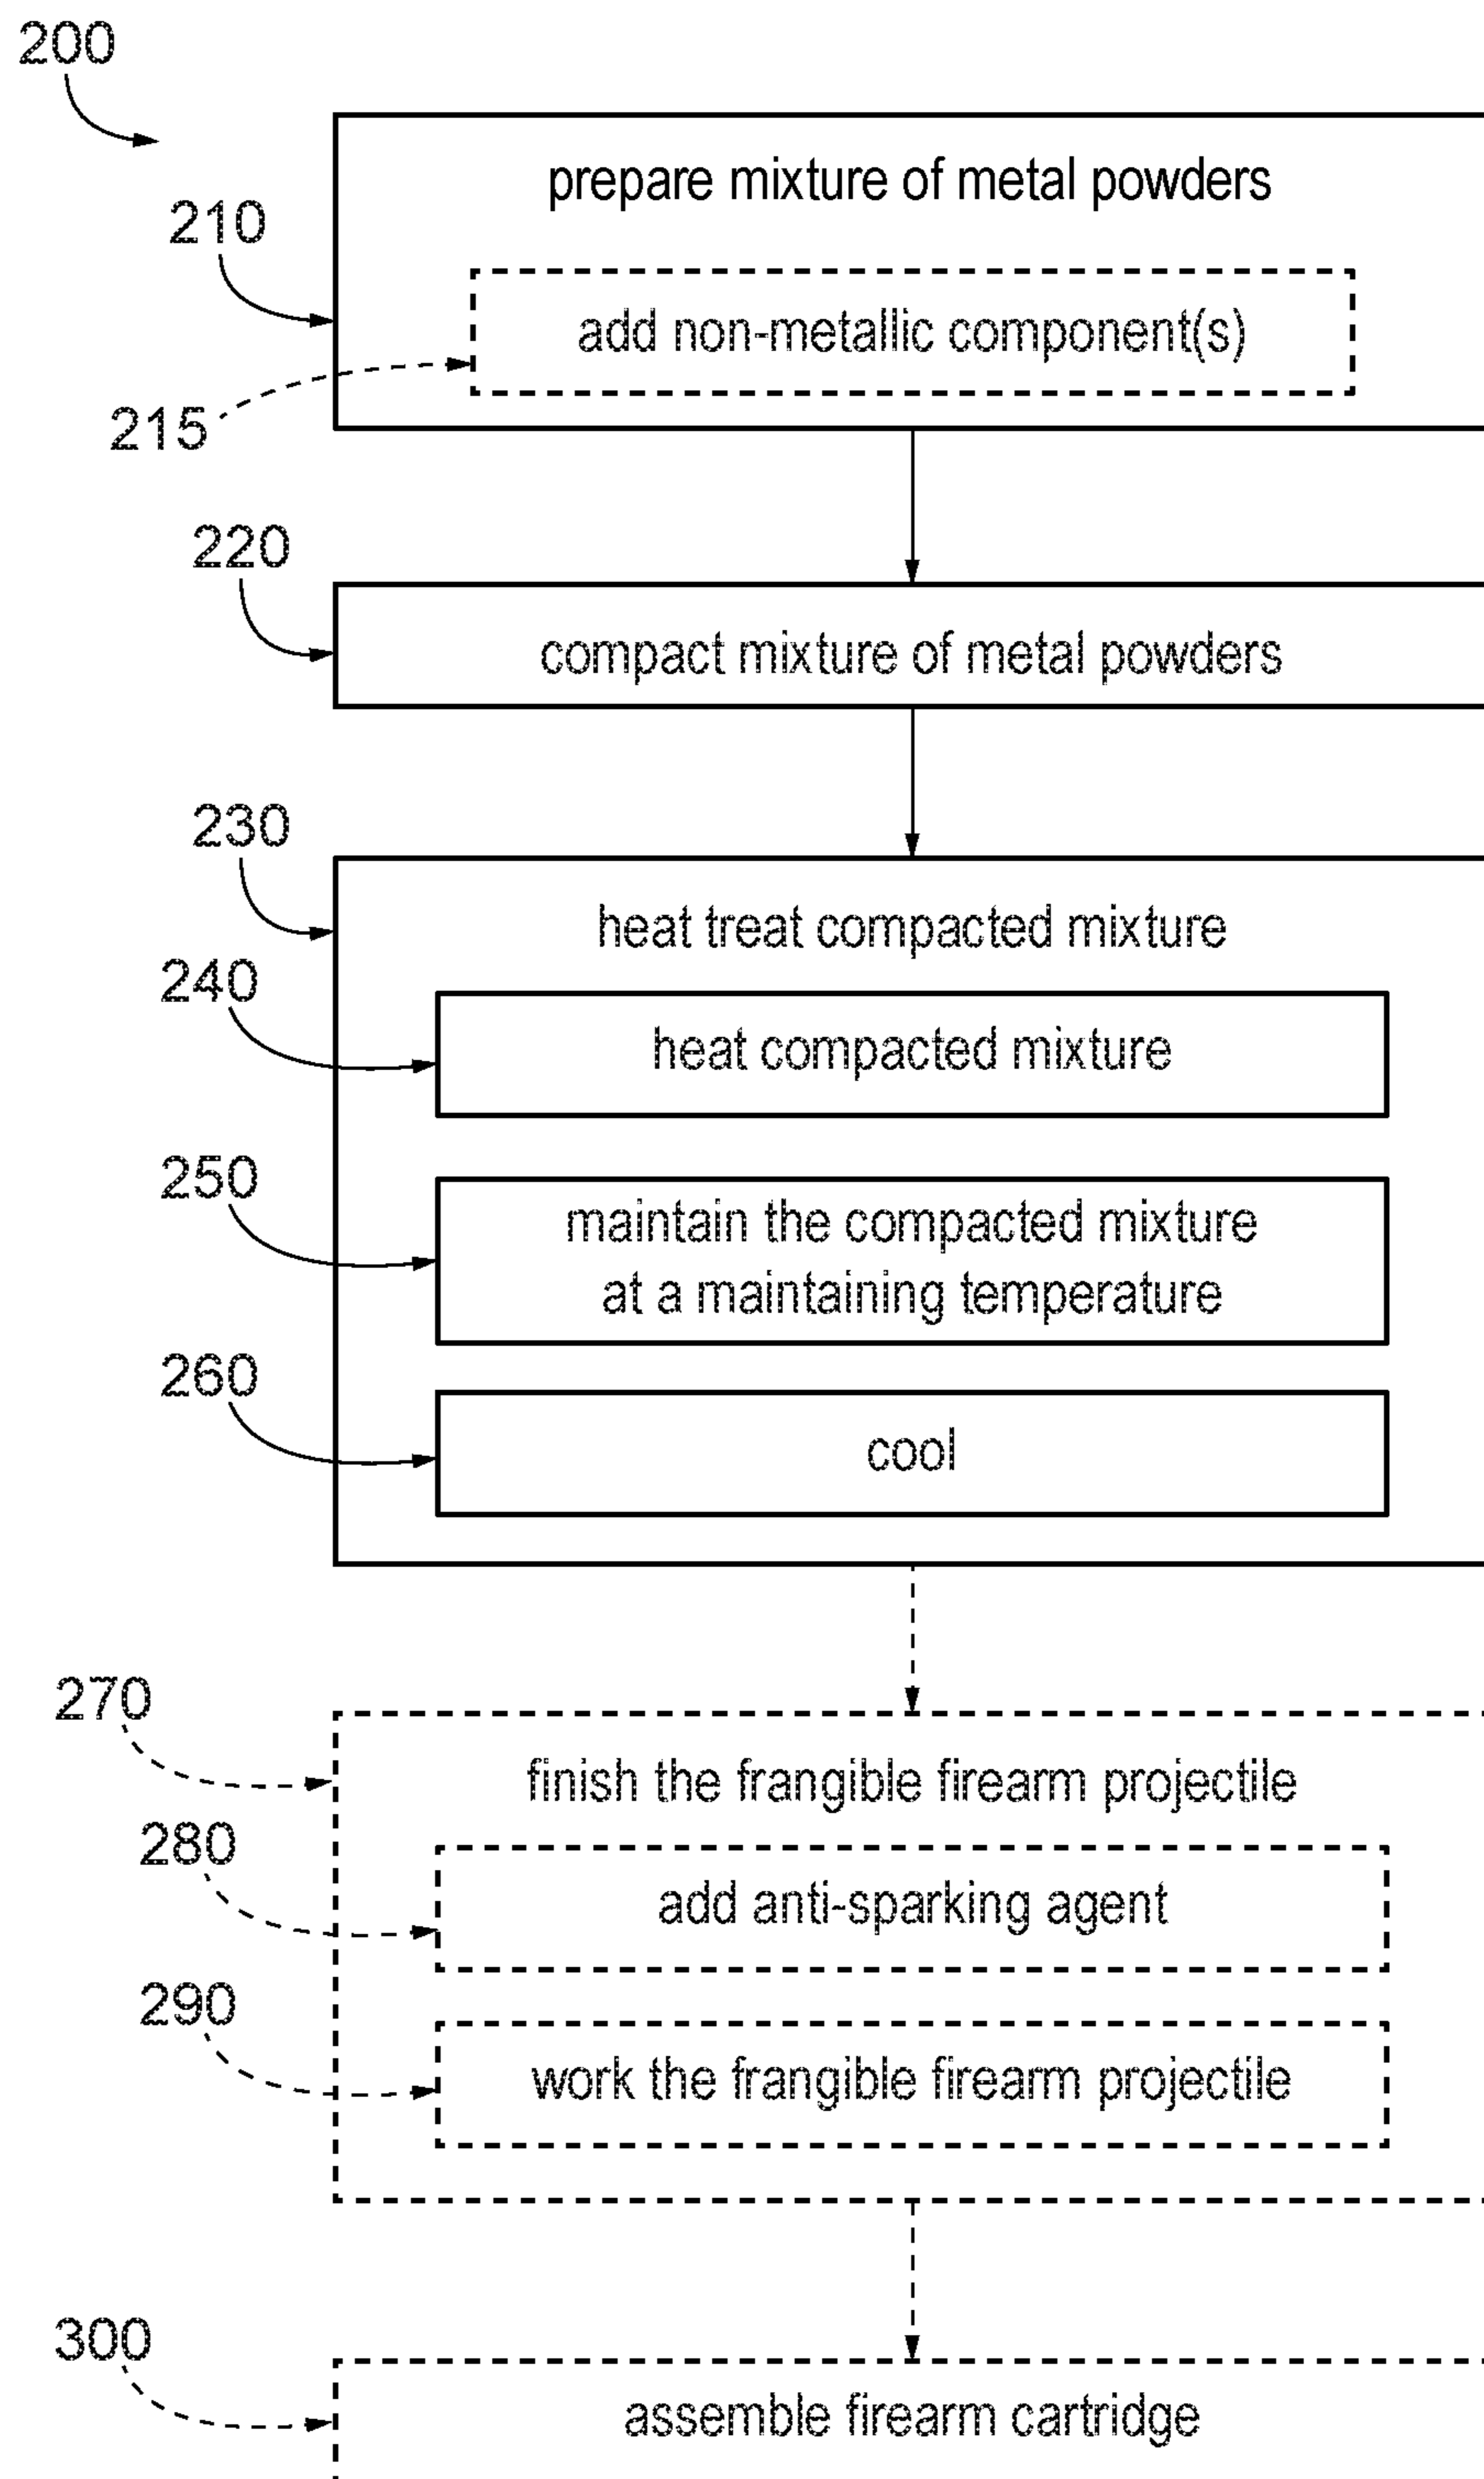 200
prepare mixture of metal powders
210
add non-metallic component(s)
215
220
compact mixture of metal powders
230
heat treat compacted mixture
240
heat compacted mixture
250
maintain the compacted mixture
at a maintaining temperature
260
cool
270
finish the frangible firearm projectile
280
add anti-sparking agent
290
work the frangible firearm projectile
300
assemble firearm cartridge